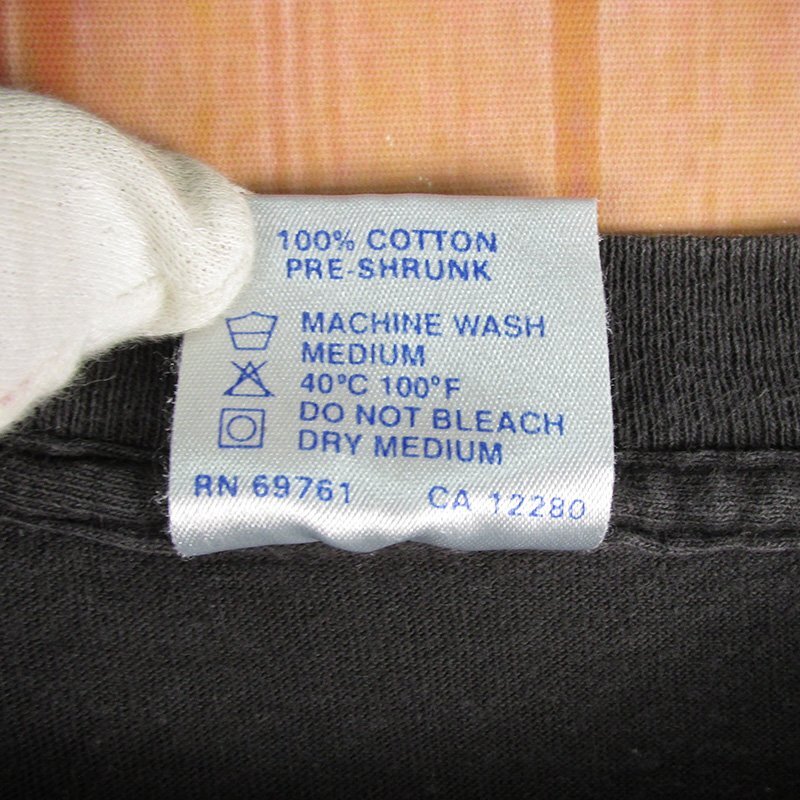 100% COTTON
PRE-SHRUNK
MACHINE WASH
MEDIUM
40°C 100°F
DO NOT BLEACH
DRY MEDIUM
RN 69761 CA 12280